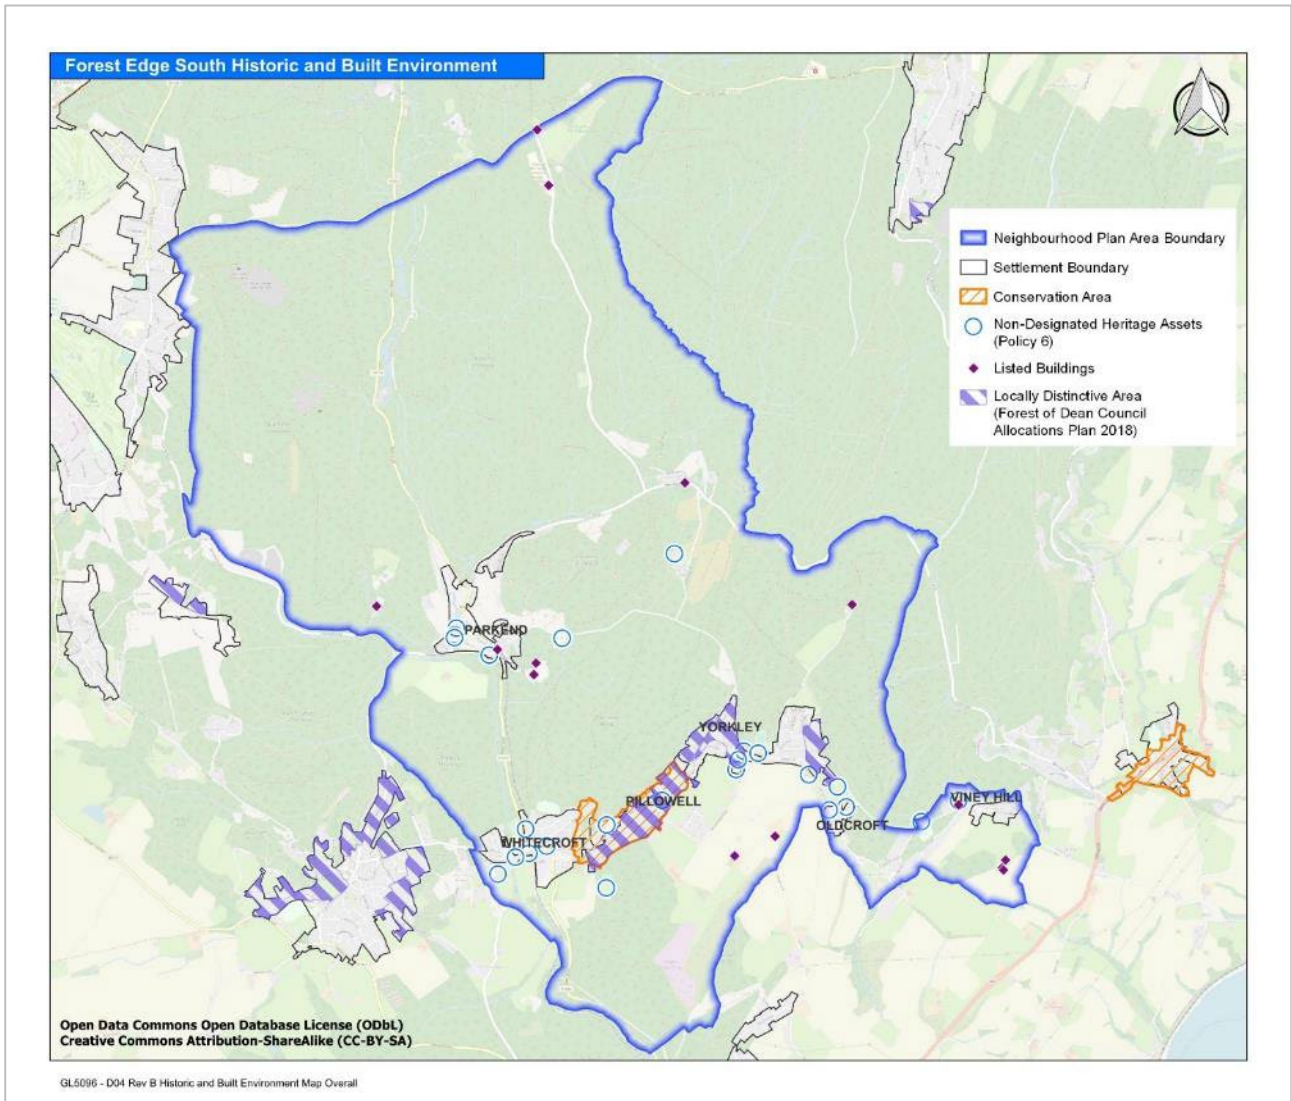 Forest Edge South Historic and Built Environment
Neighbourhood Plan Area Boundary
Settlement Boundary
Conservation Area
Non-Designated Heritage Assets
(Policy 6)
Listed Buildings
Locally Distinctive Area
(Forest of Dean Council
Allocations Plan 2018)
PARKEND
YORKLEY
PILLOWELL
VINEY HILL
OLDCROFT
WHITECROFT
Open Data Commons Open Database License (ODbL)
Creative Commons Attribution-ShareAlike (CC-BY-SA)
GL5096 - D04 Rev B Historic and Built Environment Map Overall